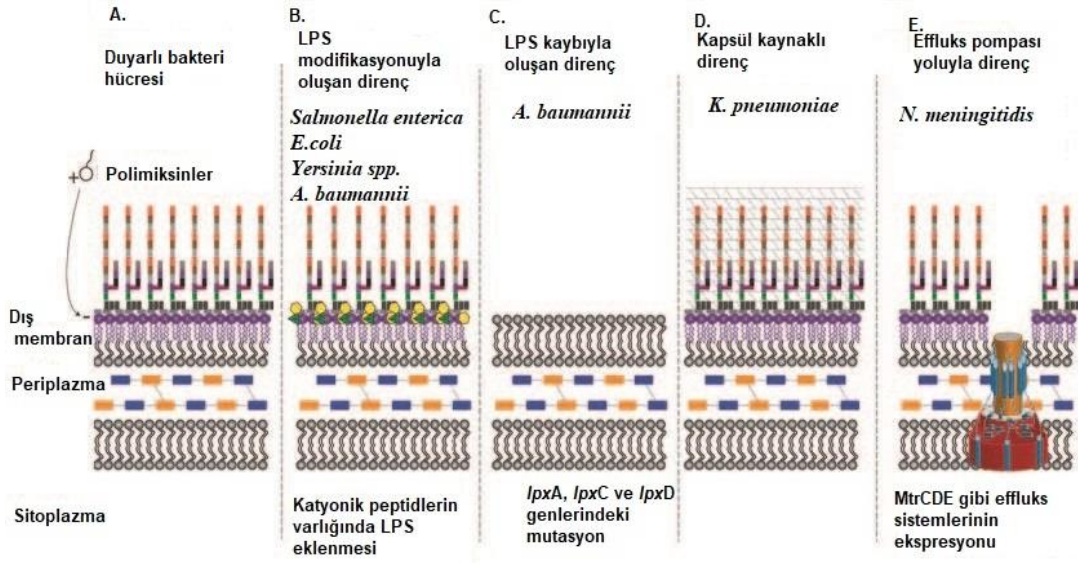 A.
Duyarlı bakteri
hücresi
B.
LPS
modifikasyonuyla
oluşan direnç
Salmonella enterica
E.coli
Yersinia spp.
A. baumannii
C.
LPS kaybıyla
oluşan direnç
A. baumannii
D.
Kapsül kaynaklı
direnç
K. pneumoniae
E.
Effluks pompası
yoluyla direnç
N. meningitidis
+
Polimiksinler
-
Dış
membran
Periplazma
Sitoplazma
Katyonik peptidlerin
varlığında LPS
eklenmesi
lpxA, lpxC ve lpxD
genlerindeki
mutasyon
MtrCDE gibi effluks
sistemlerinin
ekspresyonu